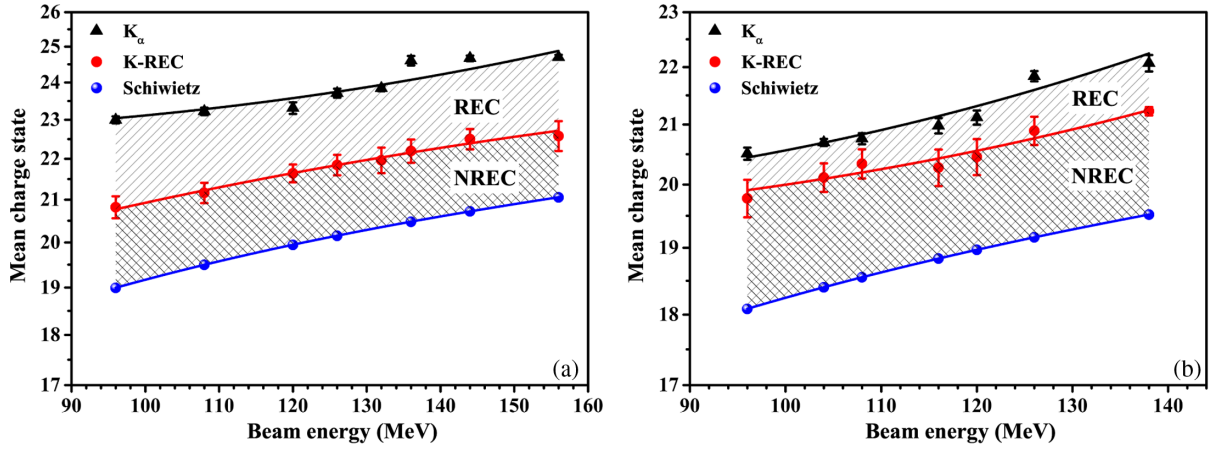 26
25
24
23
22
21
20
19
18
17
Mean charge state
Kα
K-REC
Schiwietz
REC
NREC
(a)
90 100 110 120 130 140 150 160
Beam energy (MeV)
23
22
21
20
19
18
17
Mean charge state
Kα
K-REC
Schiwietz
REC
NREC
(b)
90 100 110 120 130 140
Beam energy (MeV)